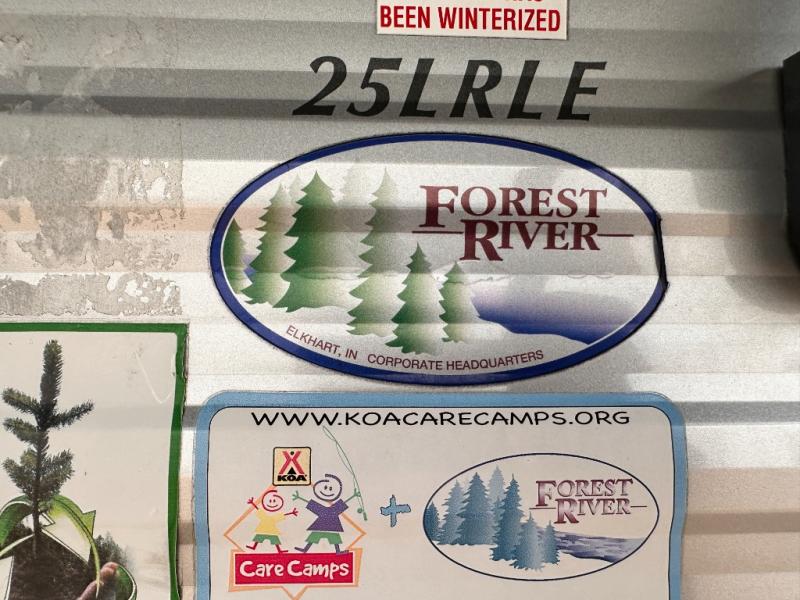 BEEN WINTERIZED
25LRLE
FOREST
RIVER
ELKHART, IN CORPORATE HEADQUARTERS
WWW.KOACARECAMPS.ORG
KOA
Care Camps
+
FOREST
RIVER